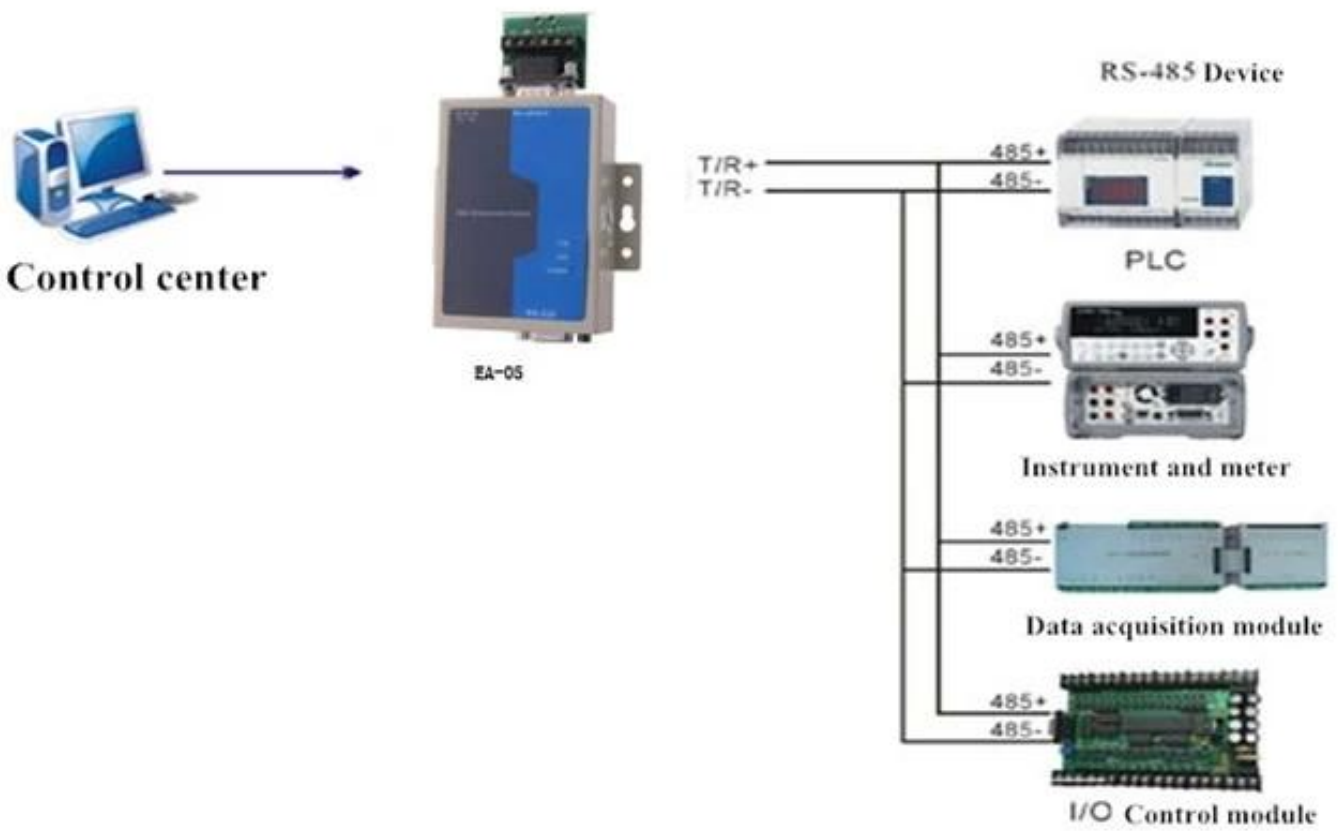 RS-485 Device
Control center
EA-05
T/R+
T/R-
485+
485-
PLC
485+
485-
Instrument and meter
485+
485-
Data acquisition module
485+
485-
I/O Control module